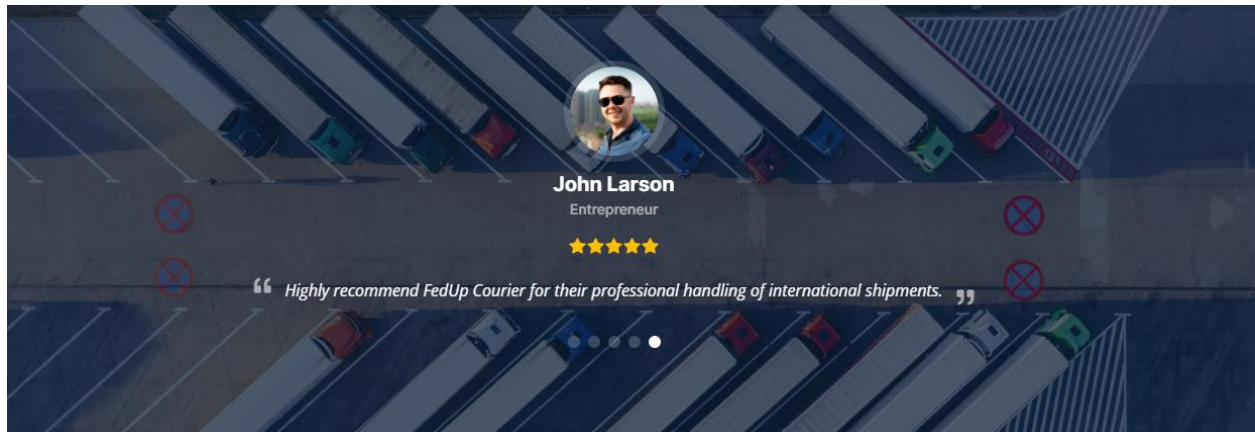 John Larson
Entrepreneur
“ Highly recommend FedUp Courier for their professional handling of international shipments. ”